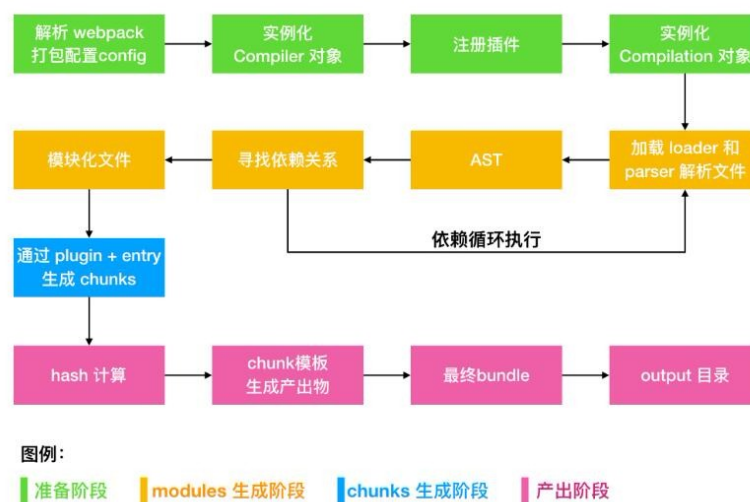 解析 webpack
打包配置config
实例化
Compiler 对象
注册插件
实例化
Compilation 对象
模块化文件
寻找依赖关系
AST
加载 loader 和
parser 解析文件
依赖循环执行
通过 plugin + entry
生成 chunks
hash 计算
chunk模板
生成产出物
最终bundle
output 目录
图例：
准备阶段
modules 生成阶段
chunks 生成阶段
产出阶段